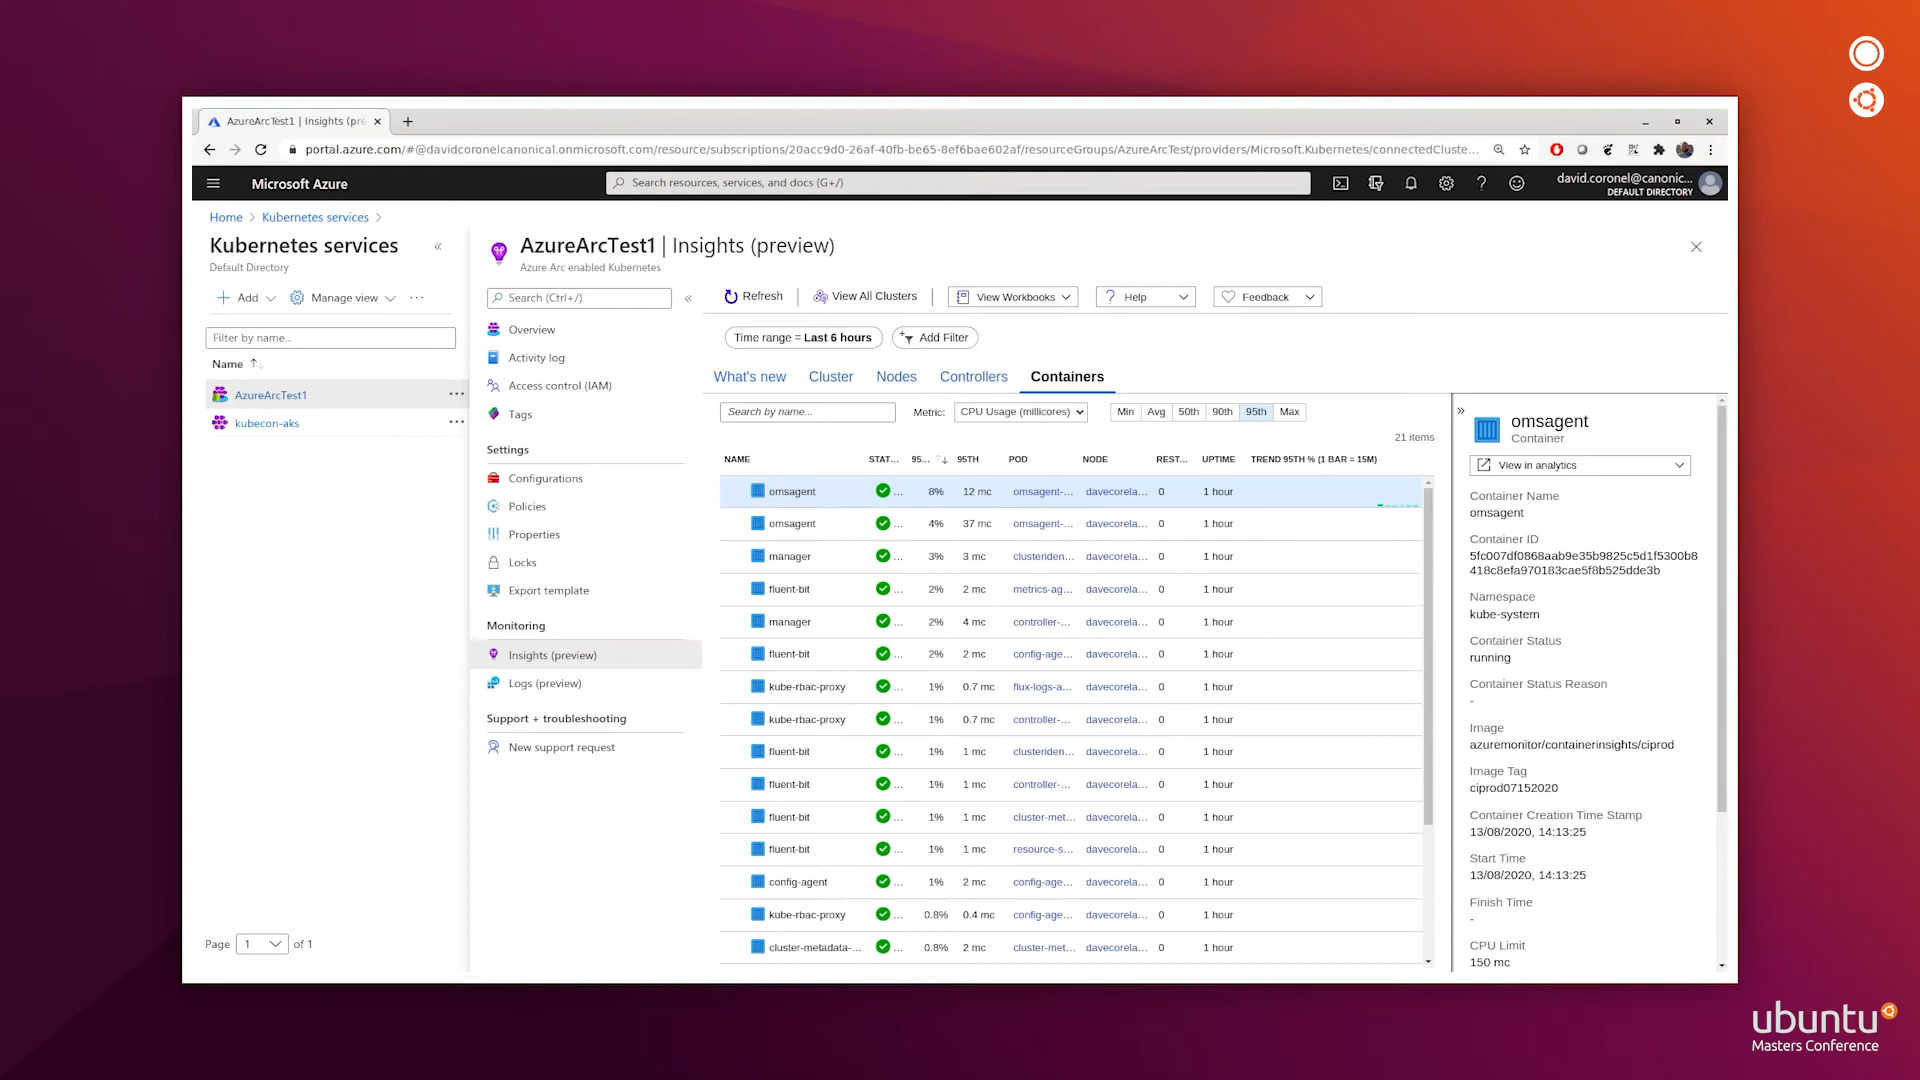 AzureArcTest1 | Insights (pre
portal.azure.com/#@davidcoronelcanonical.onmicrosoft.com/resource/subscriptions/20acc9d0-26af-40fb-be65-8ef6bae602af/resourceGroups/AzureArcTest/providers/Microsoft.Kubernetes/connectedCluste...
Microsoft Azure
Search resources, services, and docs (G+/)
david.coronel@canonic...
DEFAULT DIRECTORY
Home > Kubernetes services >
Kubernetes services
Default Directory
Add
Manage view
Filter by name...
Name
AzureArcTest1
kubecon-aks
Page 1 of 1
AzureArcTest1 | Insights (preview)
Azure Arc enabled Kubernetes
Search (Ctrl+/)
Overview
Activity log
Access control (IAM)
Tags
Settings
Configurations
Policies
Properties
Locks
Export template
Monitoring
Insights (preview)
Logs (preview)
Support + troubleshooting
New support request
Refresh
View All Clusters
View Workbooks
Help
Feedback
Time range = Last 6 hours
Add Filter
What's new Cluster Nodes Controllers Containers
Search by name...
Metric: CPU Usage (millicores)
Min Avg 50th 90th 95th Max
21 items
NAME STAT... 95... 95TH POD NODE REST... UPTIME TREND 95TH % (1 BAR = 15M)
omsagent ... 8% 12 mc omsagent-... davecorela... 0 1 hour
omsagent ... 4% 37 mc omsagent-... davecorela... 0 1 hour
manager ... 3% 3 mc clusteriden... davecorela... 0 1 hour
fluent-bit ... 2% 2 mc metrics-ag... davecorela... 0 1 hour
manager ... 2% 4 mc controller-... davecorela... 0 1 hour
fluent-bit ... 2% 2 mc config-age... davecorela... 0 1 hour
kube-rbac-proxy ... 1% 0.7 mc flux-logs-a... davecorela... 0 1 hour
kube-rbac-proxy ... 1% 0.7 mc controller-... davecorela... 0 1 hour
fluent-bit ... 1% 1 mc clusteriden... davecorela... 0 1 hour
fluent-bit ... 1% 1 mc controller-... davecorela... 0 1 hour
fluent-bit ... 1% 1 mc cluster-met... davecorela... 0 1 hour
fluent-bit ... 1% 1 mc resource-s... davecorela... 0 1 hour
config-agent ... 1% 2 mc config-age... davecorela... 0 1 hour
kube-rbac-proxy ... 0.8% 0.4 mc config-age... davecorela... 0 1 hour
cluster-metadata-... ... 0.8% 2 mc cluster-met... davecorela... 0 1 hour
omsagent
Container
View in analytics
Container Name
omsagent
Container ID
5fc007df0868aab9e35b9825c5d1f5300b8
418c8efa970183cae5f8b525dde3b
Namespace
kube-system
Container Status
running
Container Status Reason
-
Image
azuremonitor/containerinsights/ciprod
Image Tag
ciprod07152020
Container Creation Time Stamp
13/08/2020, 14:13:25
Start Time
13/08/2020, 14:13:25
Finish Time
-
CPU Limit
150 mc
ubuntu
Masters Conference